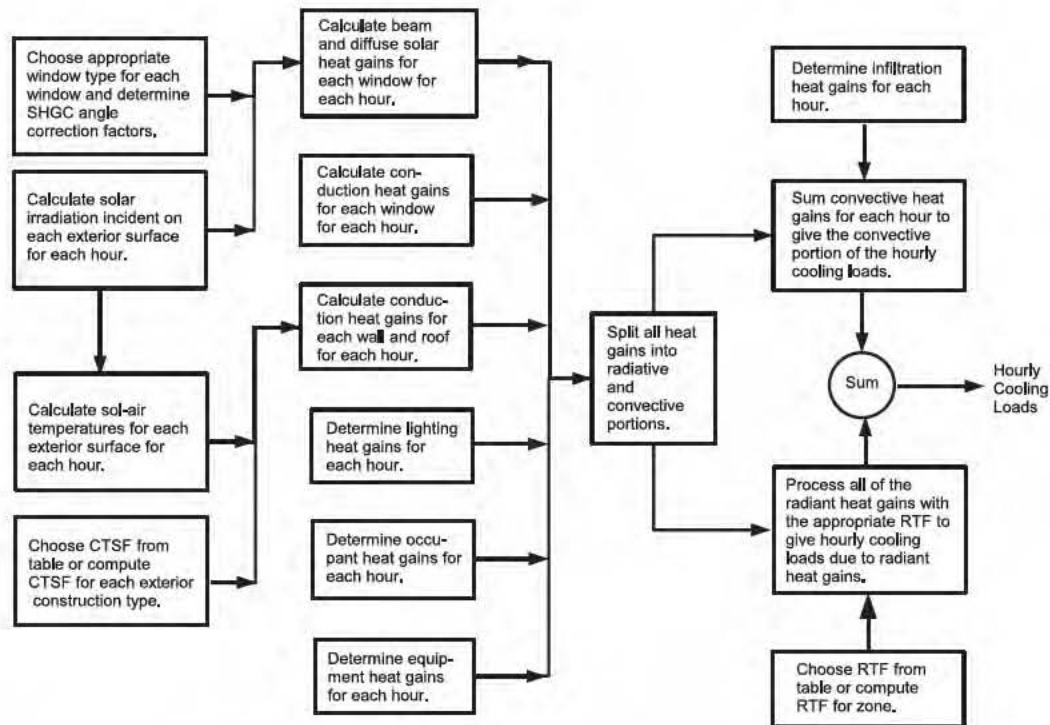 Choose appropriate
window type for each
window and determine
SHGC angle
correction factors.
Calculate solar
irradiation incident on
each exterior surface
for each hour.
Calculate sol-air
temperatures for each
exterior surface for
each hour.
Choose CTSF from
table or compute
CTSF for each exterior
construction type.
Calculate beam
and diffuse solar
heat gains for
each window for
each hour.
Calculate con-
duction heat gains
for each window for
each hour.
Calculate conduc-
tion heat gains for
each wall and roof
for each hour.
Determine lighting
heat gains for
each hour.
Determine occu-
pant heat gains for
each hour.
Determine equip-
ment heat gains
for each hour.
Split all heat
gains into
radiative
and
convective
portions.
Determine infiltration
heat gains for each
hour.
Sum convective heat
gains for each hour to
give the convective
portion of the hourly
cooling loads.
Sum
Hourly
Cooling
Loads
Process all of the
radiant heat gains with
the appropriate RTF to
give hourly cooling
loads due to radiant
heat gains.
Choose RTF from
table or compute
RTF for zone.